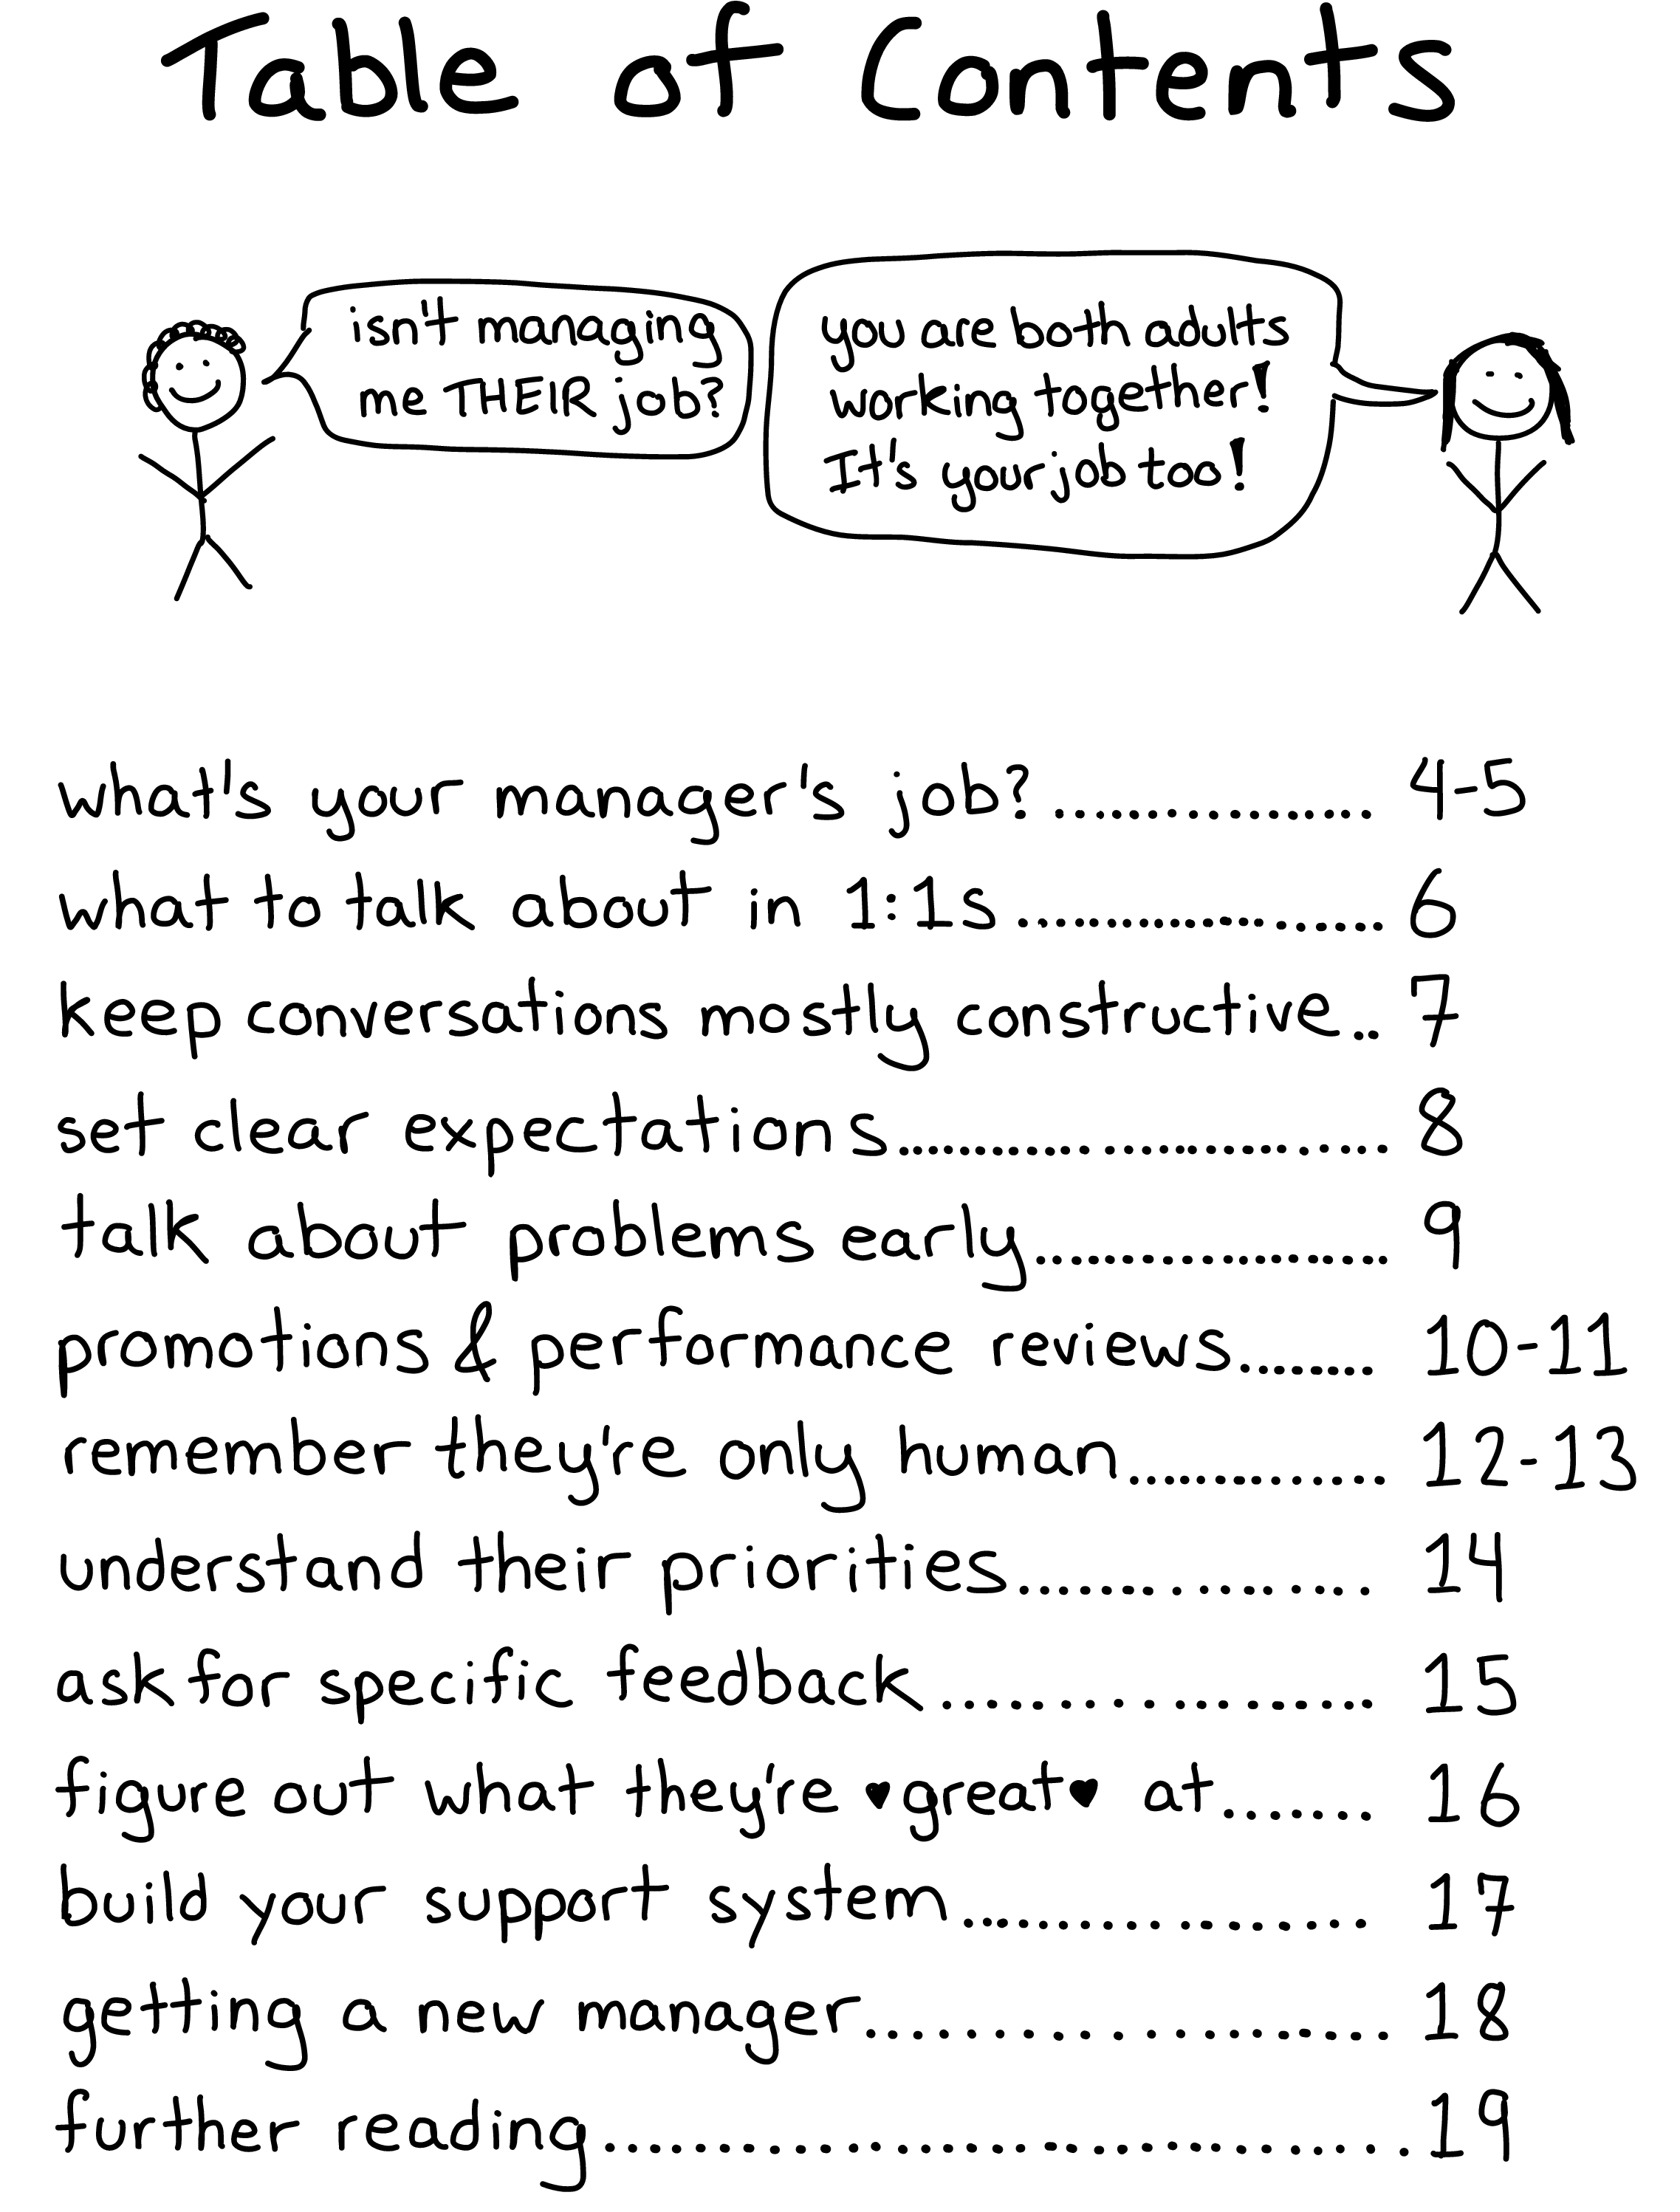 Table of Contents
isn't managing
me THEIR job?
you are both adults
working together!
It's your job too!
what's your manager's job?................ 4-5
what to talk about in 1:1s .................... 6
keep conversations mostly constructive.. 7
set clear expectations......................... 8
talk about problems early................... 9
promotions & performance reviews........ 10-11
remember they're only human.............. 12-13
understand their priorities................. 14
ask for specific feedback................... 15
figure out what they're ♥great♥ at....... 16
build your support system................... 17
getting a new manager..................... 18
further reading.................................. 19